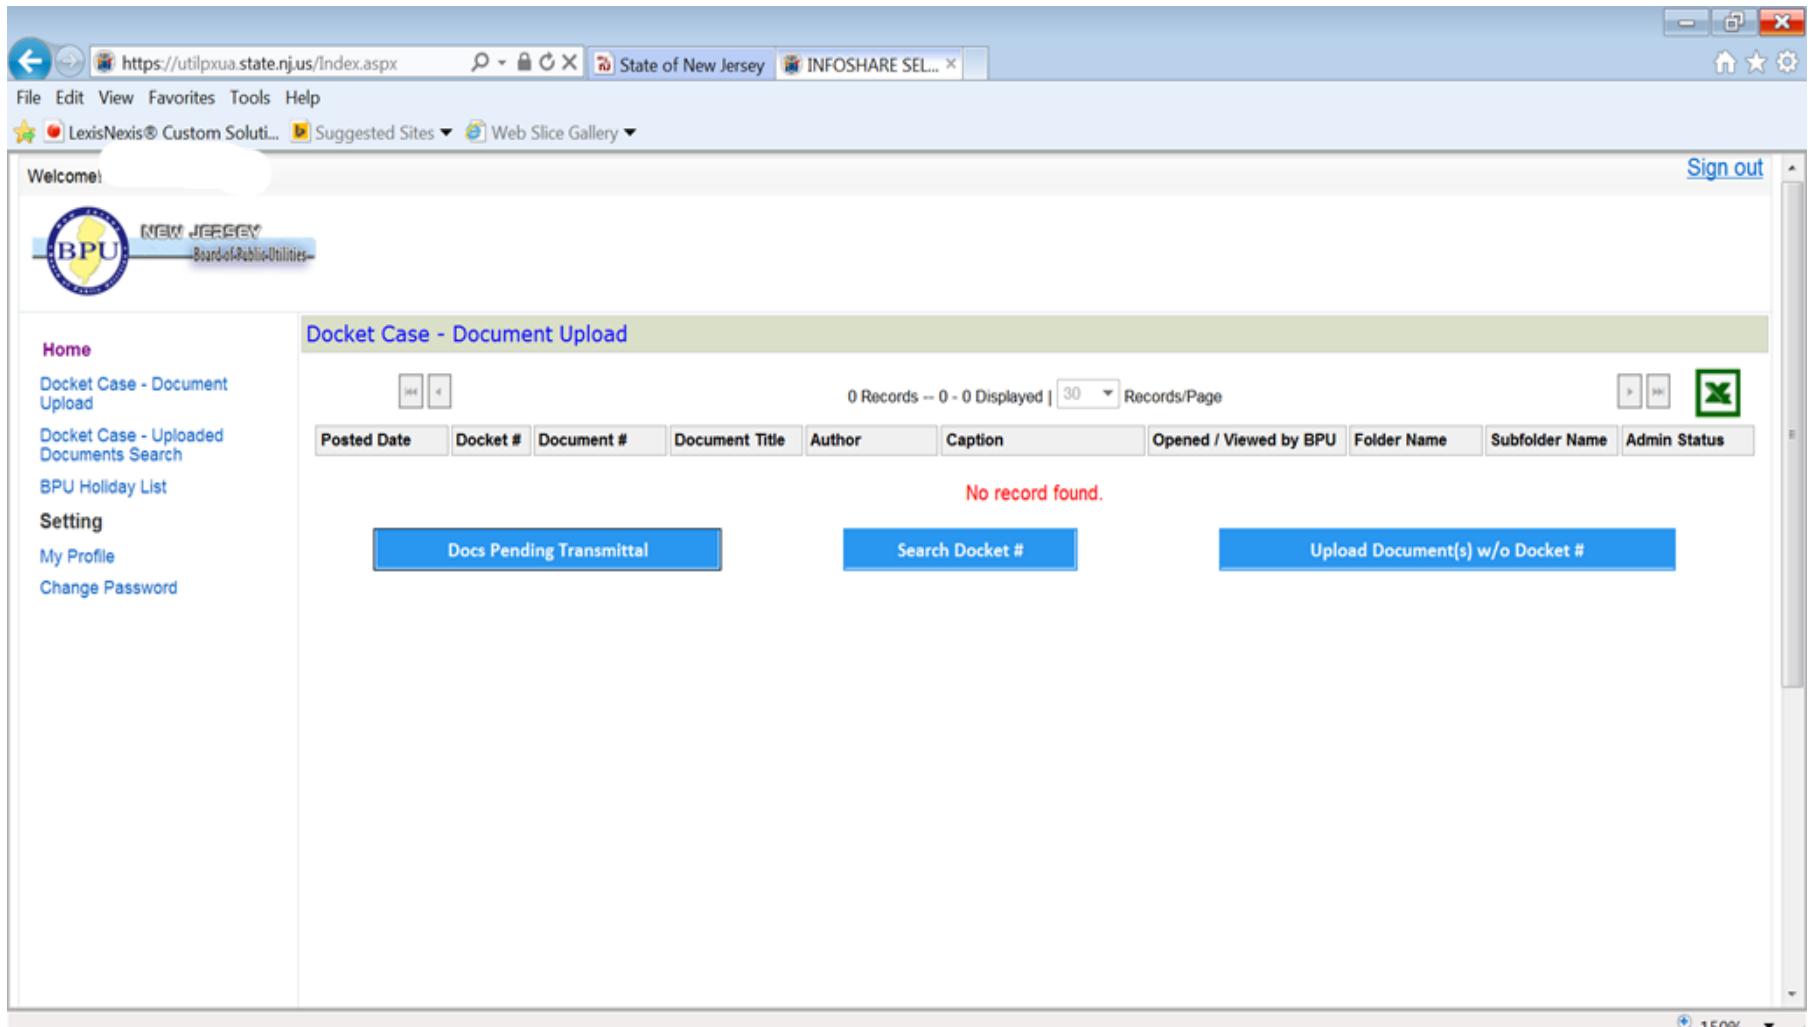 https://utilpxua.state.nj.us/Index.aspx
State of New Jersey
INFOSHARE SEL...
File Edit View Favorites Tools Help
LexisNexis® Custom Soluti...
Suggested Sites
Web Slice Gallery
Welcome!
Sign out
BPU
NEW JERSEY
Board of Public Utilities
Home
Docket Case - Document
Upload
Docket Case - Uploaded
Documents Search
BPU Holiday List
Setting
My Profile
Change Password
Docket Case - Document Upload
0 Records -- 0 - 0 Displayed | 30 Records/Page
Posted Date Docket # Document # Document Title Author Caption Opened / Viewed by BPU Folder Name Subfolder Name Admin Status
No record found.
Docs Pending Transmittal
Search Docket #
Upload Document(s) w/o Docket #
150%